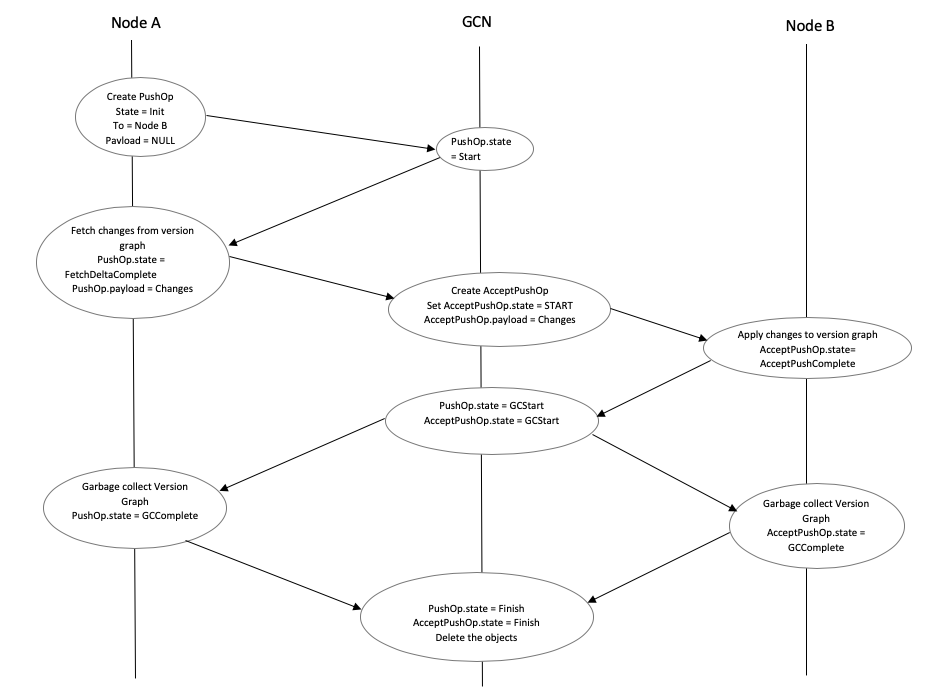 Node A
GCN
Node B
Create PushOp
State = Init
To = Node B
Payload = NULL
PushOp.state
= Start
Fetch changes from version
graph
PushOp.state =
FetchDeltaComplete
PushOp.payload = Changes
Create AcceptPushOp
Set AcceptPushOp.state = START
AcceptPushOp.payload = Changes
Apply changes to version graph
AcceptPushOp.state=
AcceptPushComplete
PushOp.state = GCStart
AcceptPushOp.state = GCStart
Garbage collect Version
Graph
PushOp.state = GCComplete
Garbage collect Version
Graph
AcceptPushOp.state =
GCComplete
PushOp.state = Finish
AcceptPushOp.state = Finish
Delete the objects